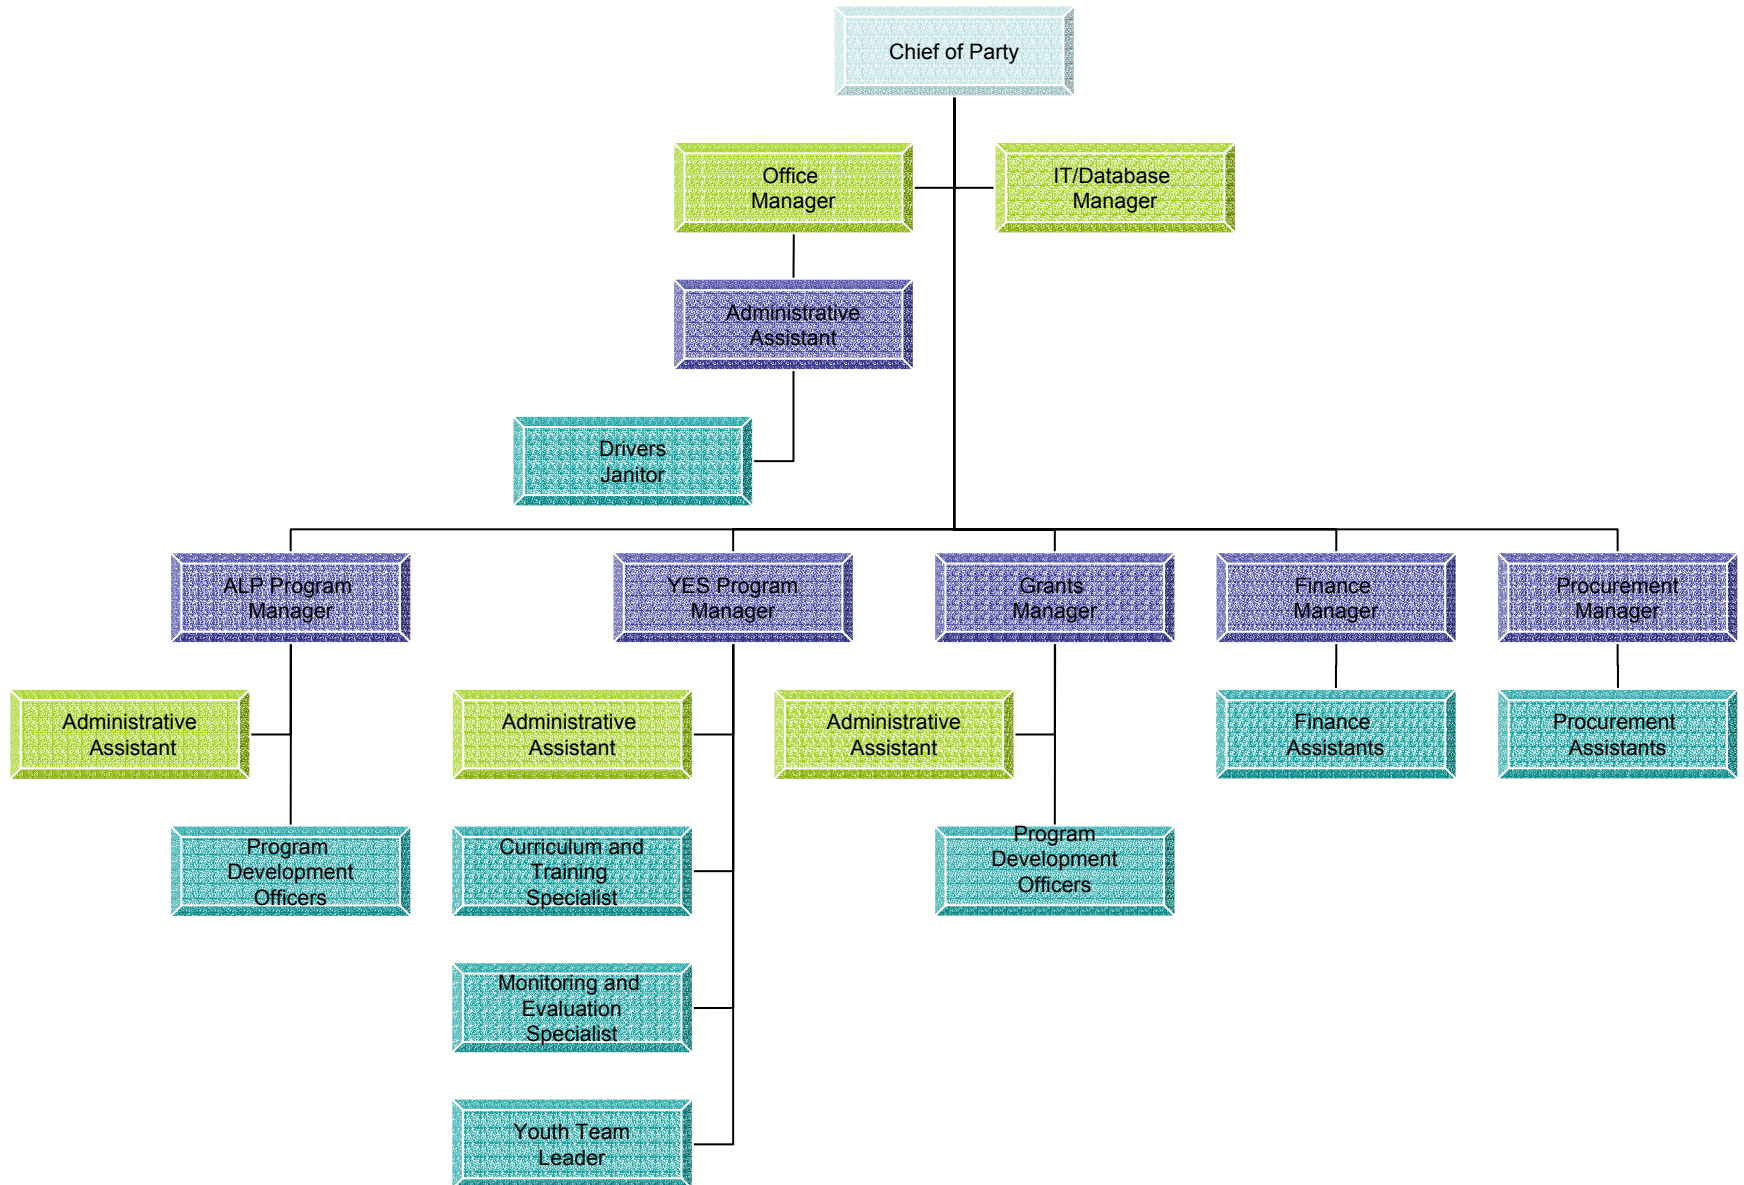 Chief of Party
Office
Manager
IT/Database
Manager
Administrative
Assistant
Drivers
Janitor
ALP Program
Manager
YES Program
Manager
Grants
Manager
Finance
Manager
Procurement
Manager
Administrative
Assistant
Administrative
Assistant
Administrative
Assistant
Finance
Assistants
Procurement
Assistants
Program
Development
Officers
Curriculum and
Training
Specialist
Program
Development
Officers
Monitoring and
Evaluation
Specialist
Youth Team
Leader